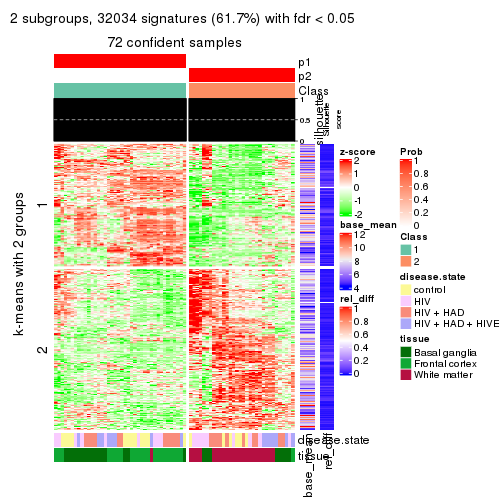 2 subgroups, 32034 signatures (61.7%) with fdr < 0.05
72 confident samples
p1
p2
Class
1
0.5
0
silhouette
Silhouette
score
k-means with 2 groups
1
2
disease.state
tissue
base_mean
rel_diff
z-score
2
1
0
-1
-2
base_mean
12
10
8
6
4
rel_diff
1
0.8
0.6
0.4
0.2
0
Prob
1
0.8
0.6
0.4
0.2
0
Class
1
2
disease.state
control
HIV
HIV + HAD
HIV + HAD + HIVE
tissue
Basal ganglia
Frontal cortex
White matter